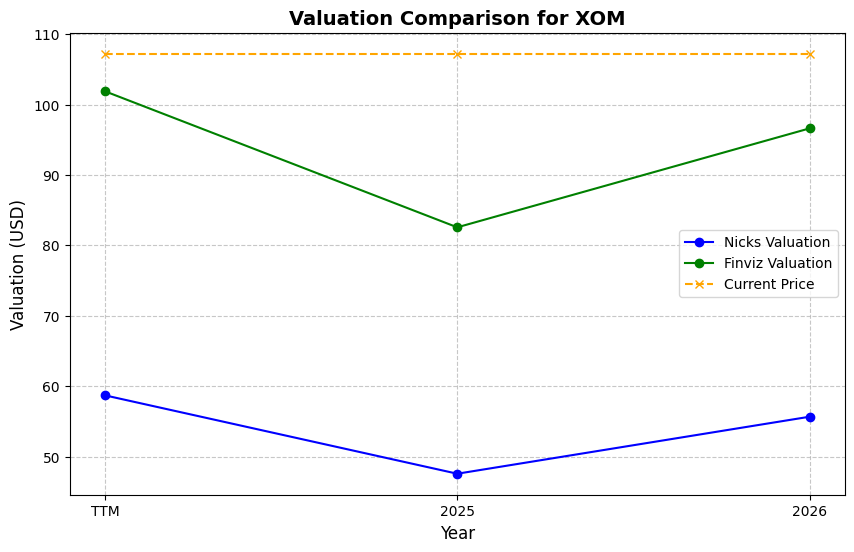 Valuation Comparison for XOM
Valuation (USD)
110
100
90
80
70
60
50
Nicks Valuation
Finviz Valuation
Current Price
TTM
2025
2026
Year